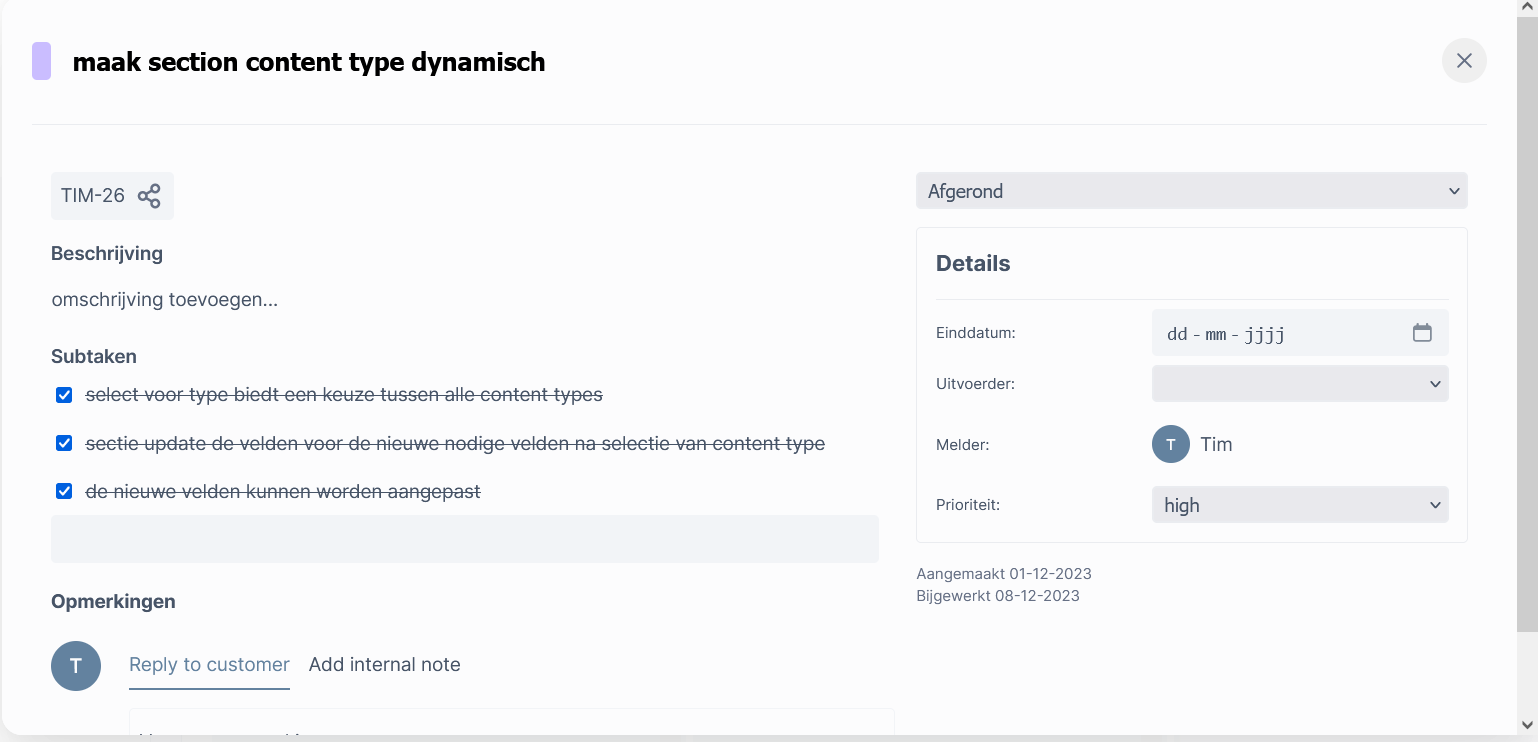 maak section content type dynamisch
TIM-26
Beschrijving
omschrijving toevoegen...
Subtaken
select voor type biedt een keuze tussen alle content types
sectie update de velden voor de nieuwe nodige velden na selectie van content type
de nieuwe velden kunnen worden aangepast
Opmerkingen
T
Reply to customer
Add internal note
Afgerond
Details
Einddatum:
dd - mm - jjjj
Uitvoerder:
Melder:
T
Tim
Prioriteit:
high
Aangemaakt 01-12-2023
Bijgewerkt 08-12-2023